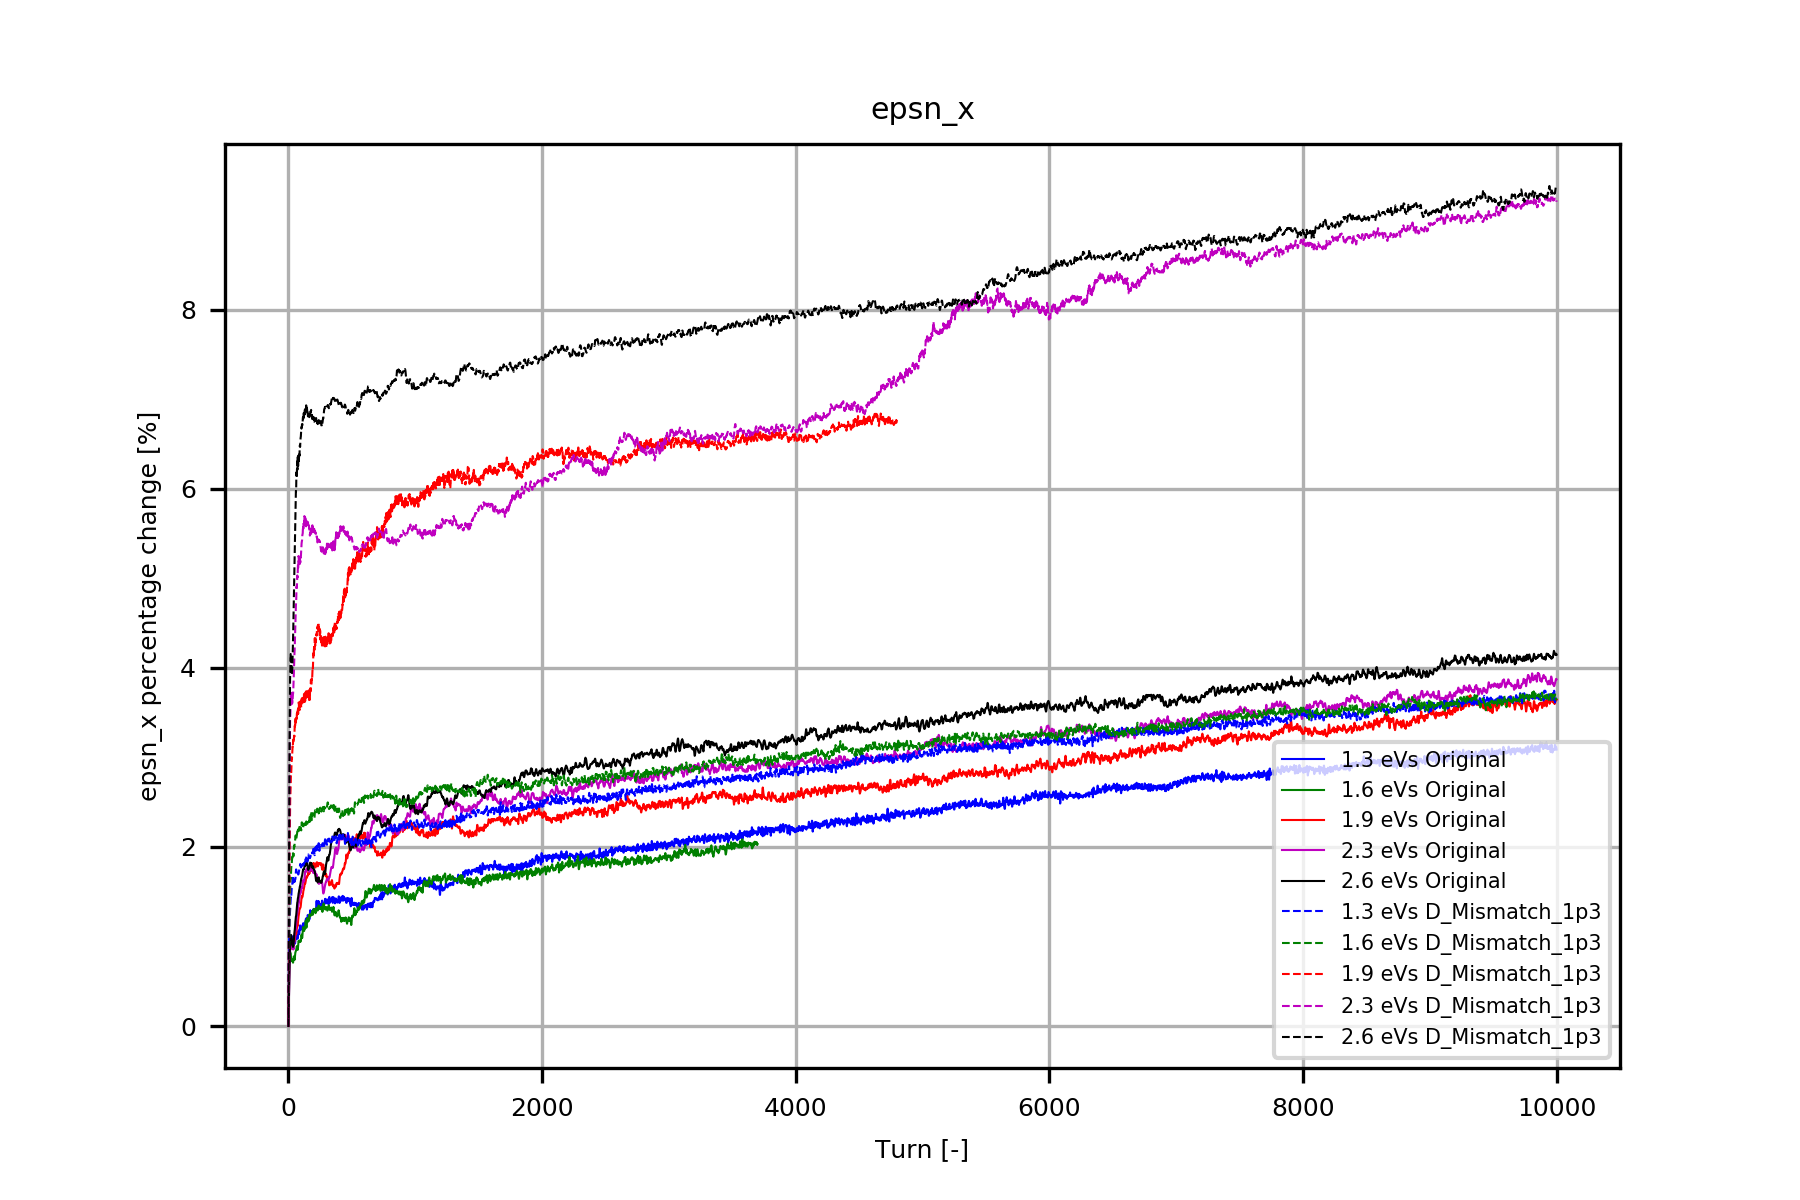 epsn_x
epsn_x percentage change [%]
8
6
4
2
0
1.3 eVs Original
1.6 eVs Original
1.9 eVs Original
2.3 eVs Original
2.6 eVs Original
1.3 eVs D_Mismatch_1p3
1.6 eVs D_Mismatch_1p3
1.9 eVs D_Mismatch_1p3
2.3 eVs D_Mismatch_1p3
2.6 eVs D_Mismatch_1p3
0 2000 4000 6000 8000 10000
Turn [-]